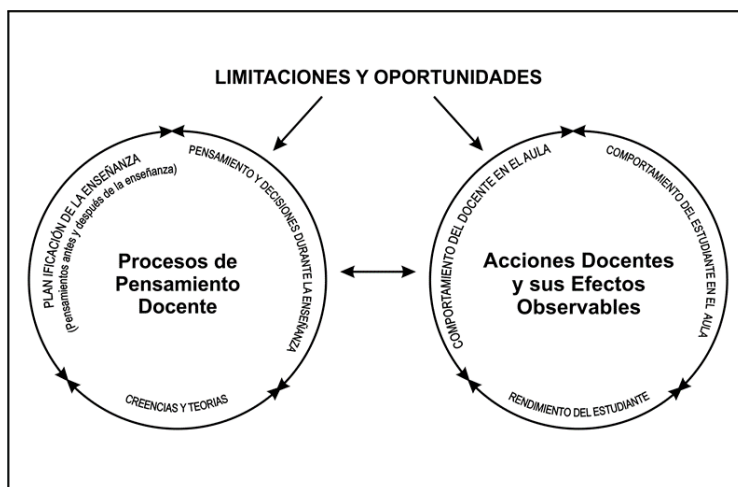 LIMITACIONES Y OPORTUNIDADES
PLAN IFICACIÓN DE LA ENSEÑANZA
(Pensamientos antes y después de la enseñanza)
PENSAMIENTO Y DECISIONES DURANTE LA ENSEÑANZA
Procesos de
Pensamiento
Docente
CREENCIAS Y TEORIAS
COMPORTAMIENTO DEL DOCENTE EN EL AULA
COMPORTAMIENTO DEL ESTUDIANTE EN EL AULA
Acciones Docentes
y sus Efectos
Observables
RENDIMIENTO DEL ESTUDIANTE